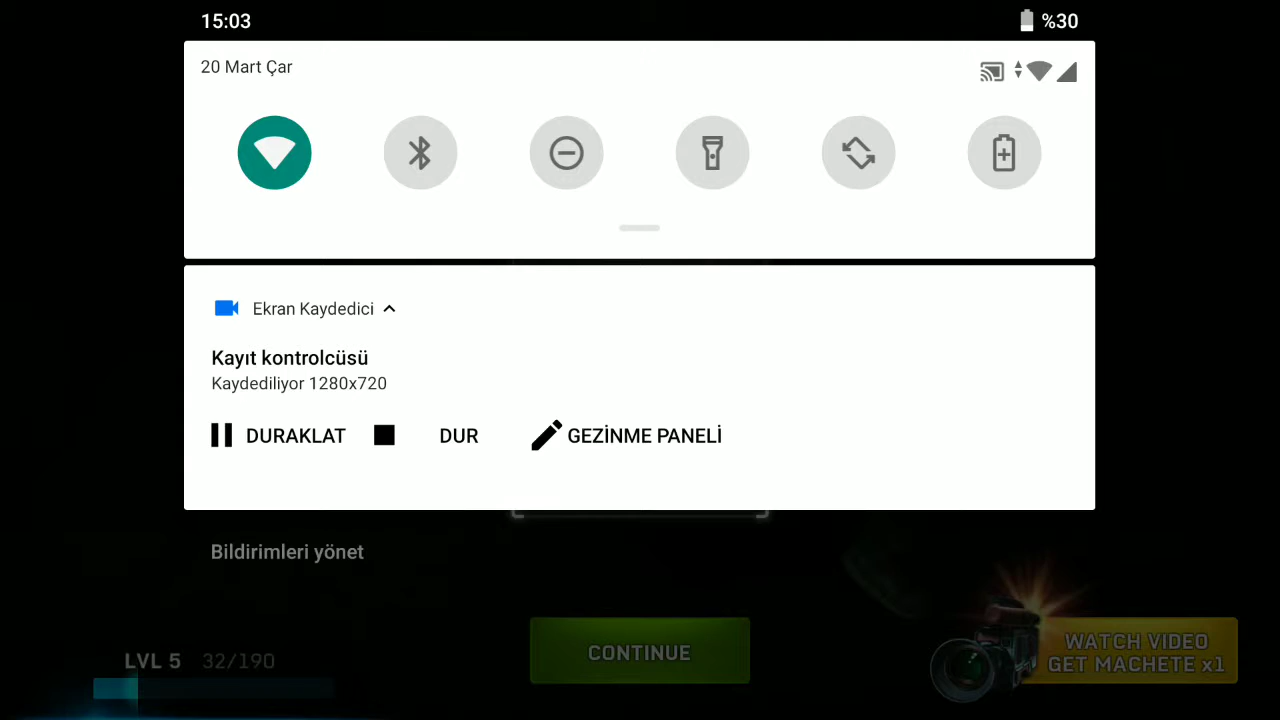 15:03
%30
20 Mart Çar
Ekran Kaydedici
Kayıt kontrolcüsü
Kaydediliyor 1280x720
DURAKLAT
DUR
GEZİNME PANELİ
Bildirimleri yönet
LVL 5 32/190
CONTINUE
WATCH VIDEO
GET MACHETE x1